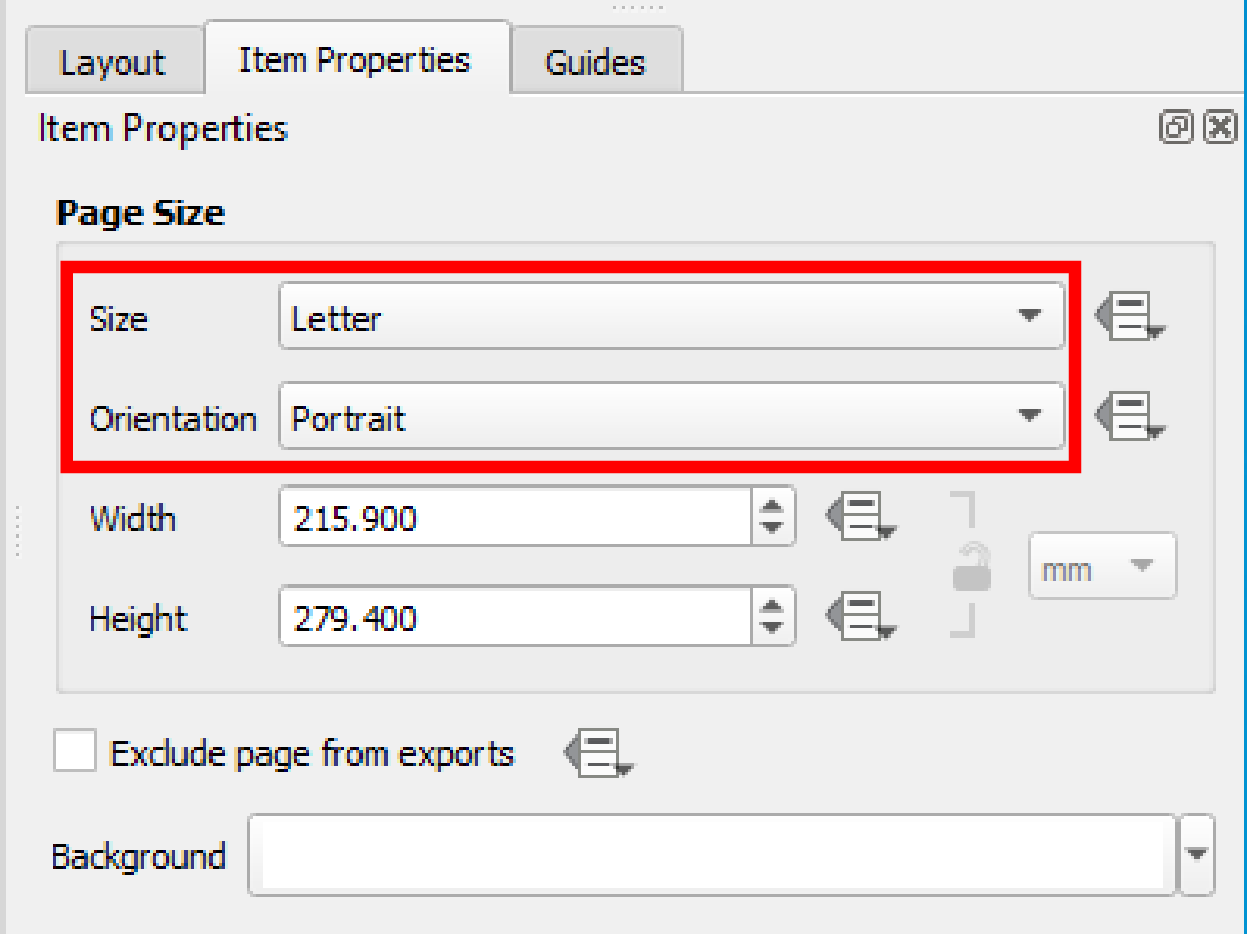 Layout Item Properties Guides
Item Properties
Page Size
Size Letter
Orientation Portrait
Width 215.900
mm
Height 279.400
Exclude page from exports
Background